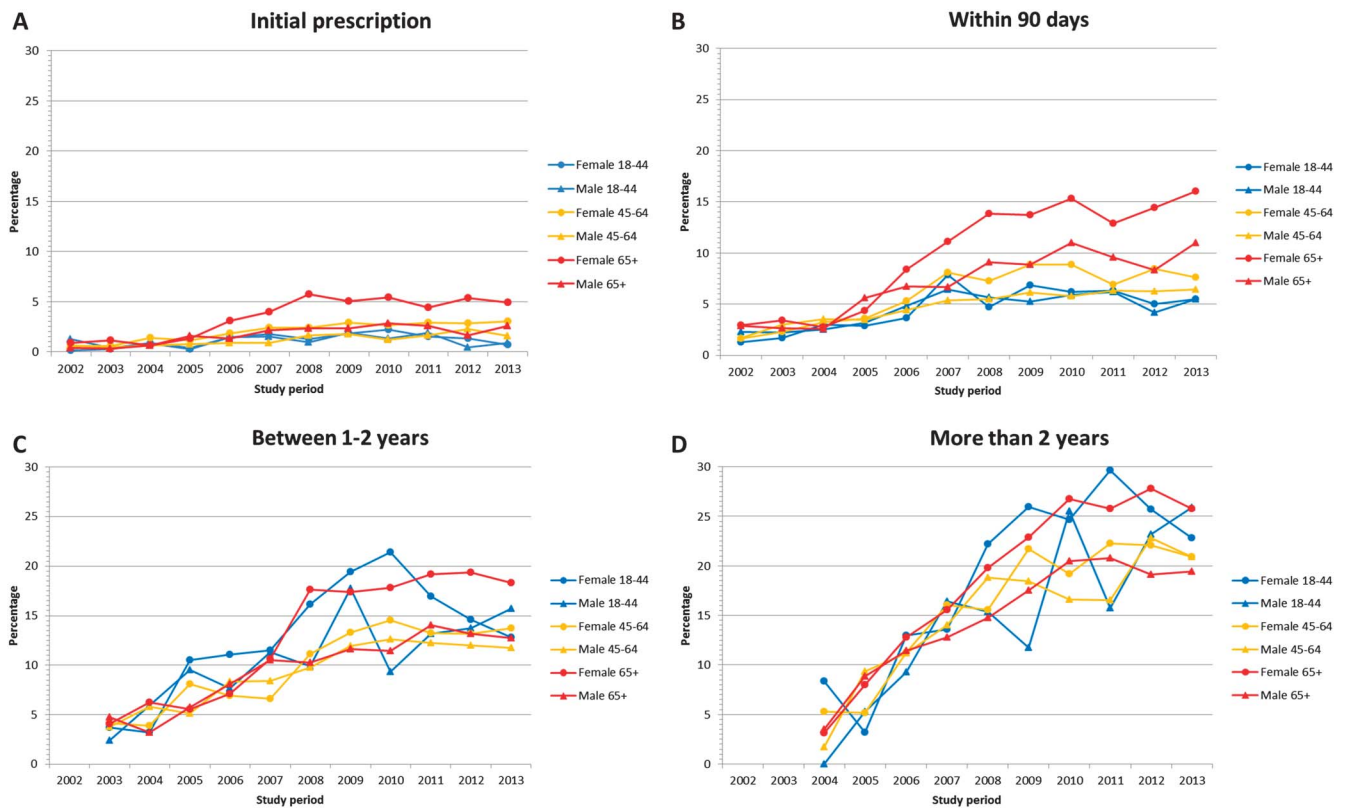 A
Initial prescription
30
25
20
15
10
5
0
Percentage
2002 2003 2004 2005 2006 2007 2008 2009 2010 2011 2012 2013
Study period
Female 18-44
Male 18-44
Female 45-64
Male 45-64
Female 65+
Male 65+
B
Within 90 days
30
25
20
15
10
5
0
Percentage
2002 2003 2004 2005 2006 2007 2008 2009 2010 2011 2012 2013
Study period
Female 18-44
Male 18-44
Female 45-64
Male 45-64
Female 65+
Male 65+
C
Between 1-2 years
30
25
20
15
10
5
0
Percentage
2002 2003 2004 2005 2006 2007 2008 2009 2010 2011 2012 2013
Study period
Female 18-44
Male 18-44
Female 45-64
Male 45-64
Female 65+
Male 65+
D
More than 2 years
30
25
20
15
10
5
0
Percentage
2002 2003 2004 2005 2006 2007 2008 2009 2010 2011 2012 2013
Study period
Female 18-44
Male 18-44
Female 45-64
Male 45-64
Female 65+
Male 65+